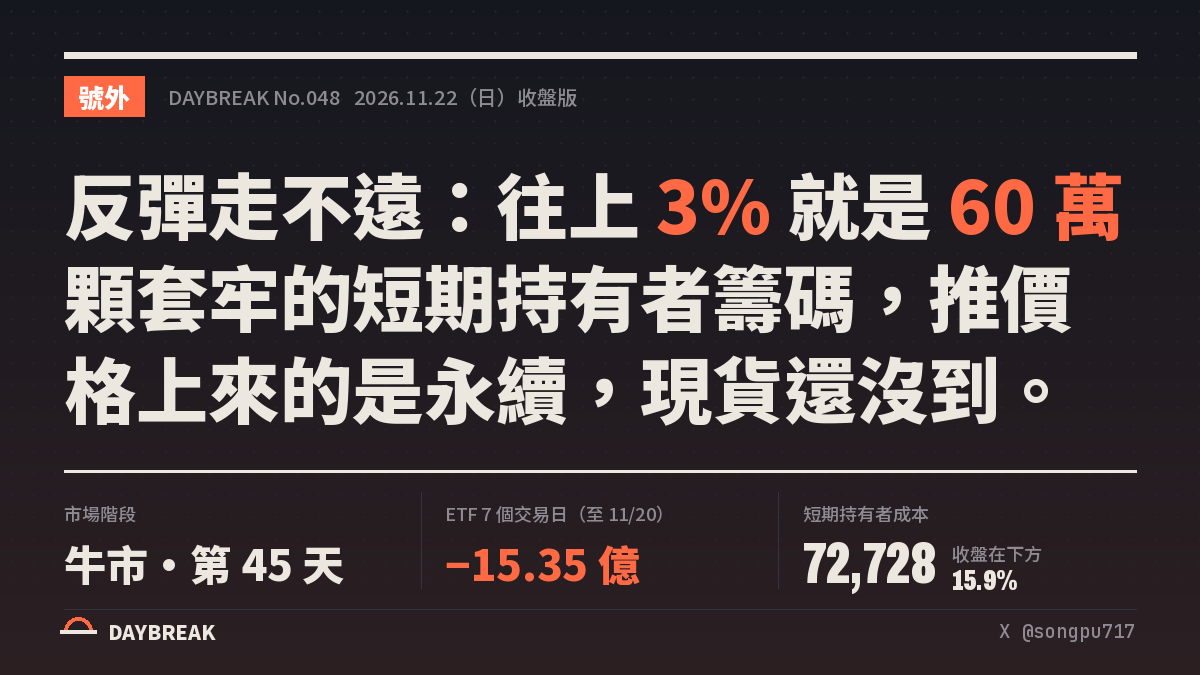 號外 DAYBREAK No.048 2026.11.22（日）收盤版
反彈走不遠：往上 3% 就是 60 萬
顆套牢的短期持有者籌碼，推價
格上來的是永續，現貨還沒到。
市場階段
牛市・第 45 天
ETF 7 個交易日（至 11/20）
−15.35 億
短期持有者成本
72,728 收盤在下方
15.9%
DAYBREAK
X @songpu717